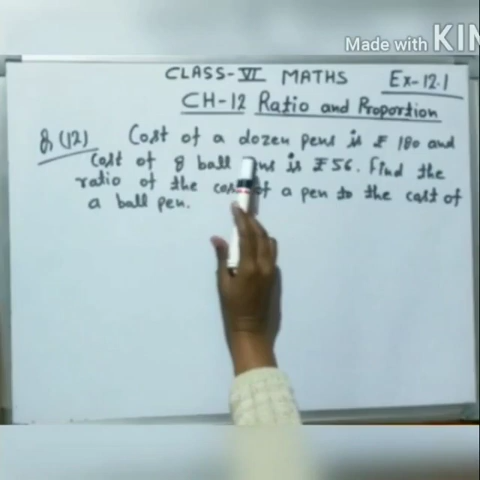 Made with KIN
CLASS-VI MATHS Ex-12.1
CH-12 Ratio and Proportion
Q.(12) Cost of a dozen pens is ₹ 180 and
Cost of 8 ball is ₹ 56. Find the
ratio of the cost of a pen to the cost of
a ball pen.